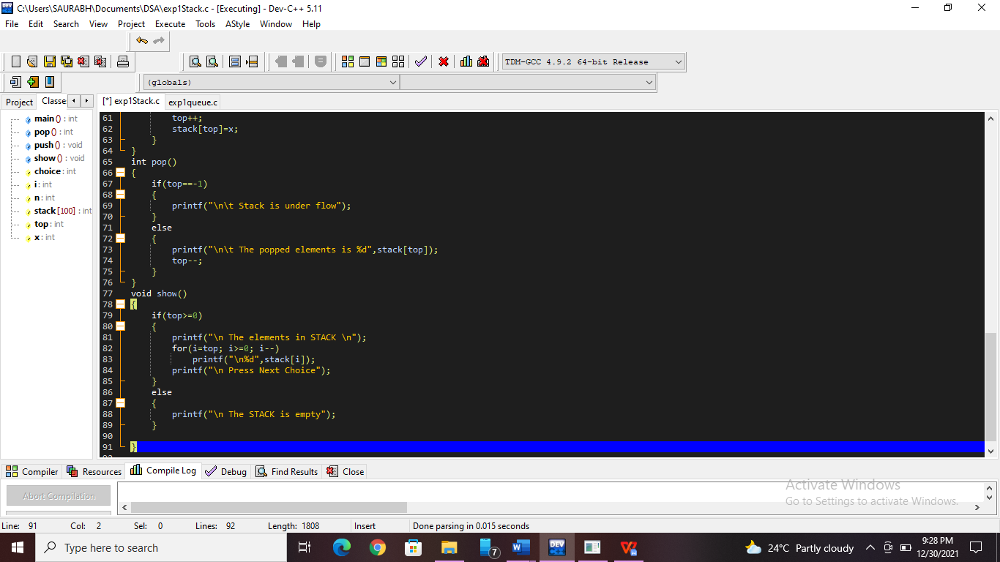 C:\Users\SAURABH\Documents\DSA\exp1Stack.c - [Executing] - Dev-C++ 5.11
File Edit Search View Project Execute Tools AStyle Window Help
TDM-GCC 4.9.2 64-bit Release
(globals)
Project Classe [*] exp1Stack.c exp1queue.c
main () : int
pop () : int
push () : void
show () : void
choice : int
i : int
n : int
stack [100] : int
top : int
x : int
61 top++;
62 stack[top]=x;
63 }
64 }
65 int pop()
66 {
67 if(top==-1)
68 {
69 printf("\n\t Stack is under flow");
70 }
71 else
72 {
73 printf("\n\t The popped elements is %d",stack[top]);
74 top--;
75 }
76 }
77 void show()
78 {
79 if(top>=0)
80 {
81 printf("\n The elements in STACK \n");
82 for(i=top; i>=0; i--)
83 printf("\n%d",stack[i]);
84 printf("\n Press Next Choice");
85 }
86 else
87 {
88 printf("\n The STACK is empty");
89 }
90
91 }
92
Compiler Resources Compile Log Debug Find Results Close
Abort Compilation
Activate Windows
Go to Settings to activate Windows.
Line: 91 Col: 2 Sel: 0 Lines: 92 Length: 1808 Insert Done parsing in 0.015 seconds
Type here to search
7
DEV
24°C Partly cloudy
9:28 PM
12/30/2021